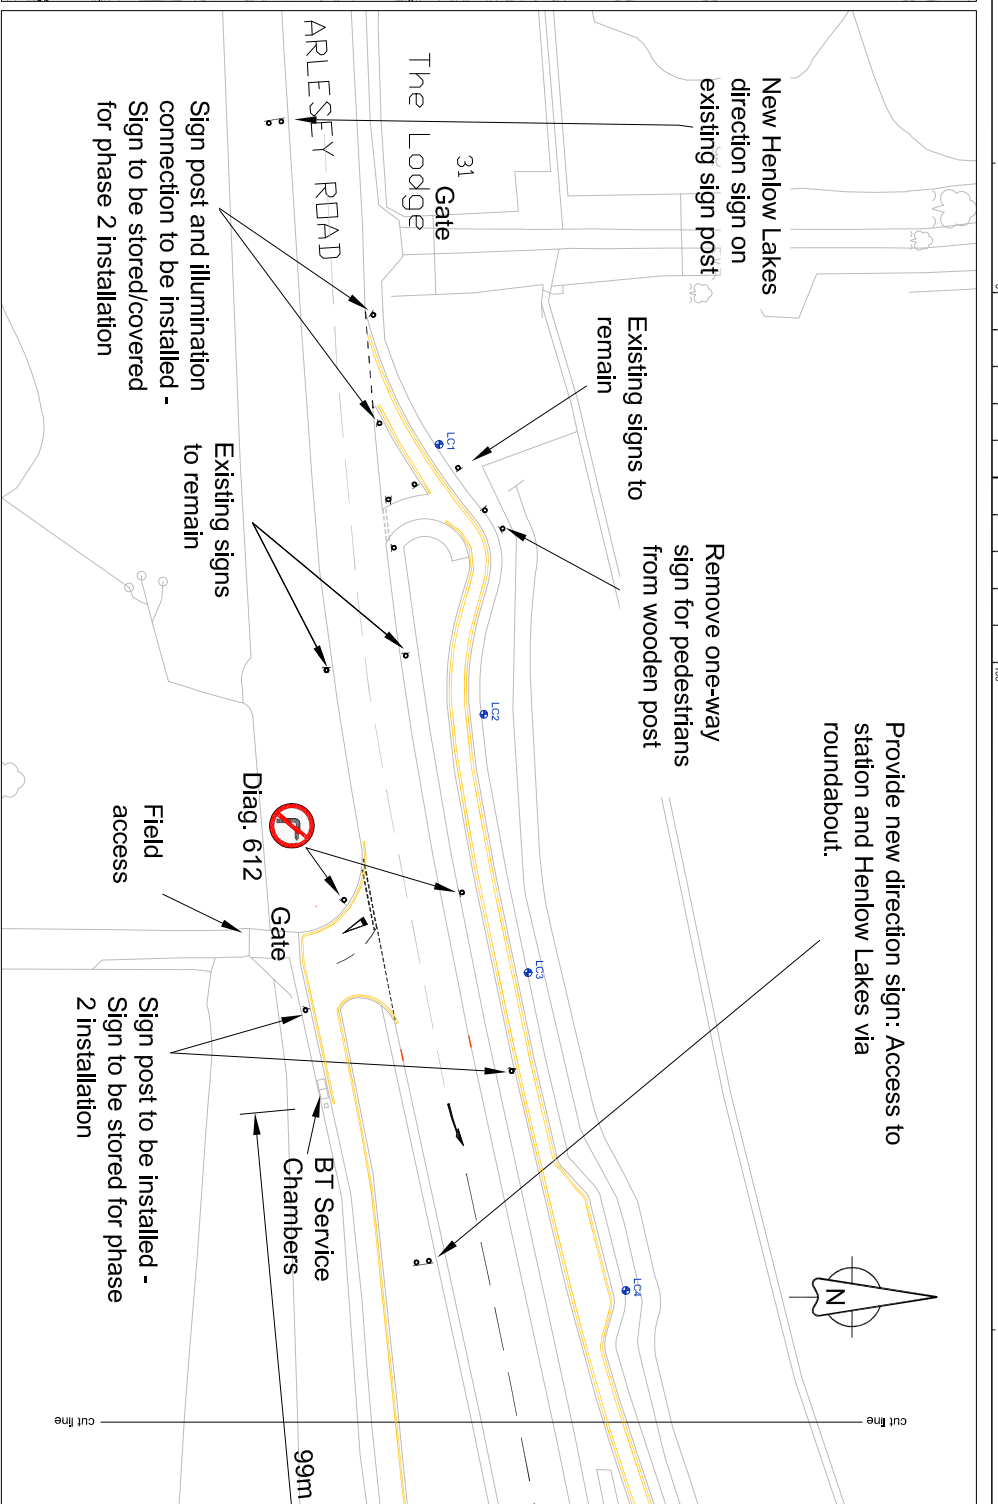 New Henlow Lakes
direction sign on
existing sign post
The Lodge
31
Gate
ARLESEY ROAD
Sign post and illumination
connection to be installed -
Sign to be stored/covered
for phase 2 installation
Existing signs to
remain
LC1
Existing signs
to remain
Remove one-way
sign for pedestrians
from wooden post
LC2
Provide new direction sign: Access to
station and Henlow Lakes via
roundabout.
Diag. 612
Field
access
Gate
LC3
Sign post to be installed -
Sign to be stored for phase
2 installation
BT Service
Chambers
LC4
N
cut line
cut line
99m